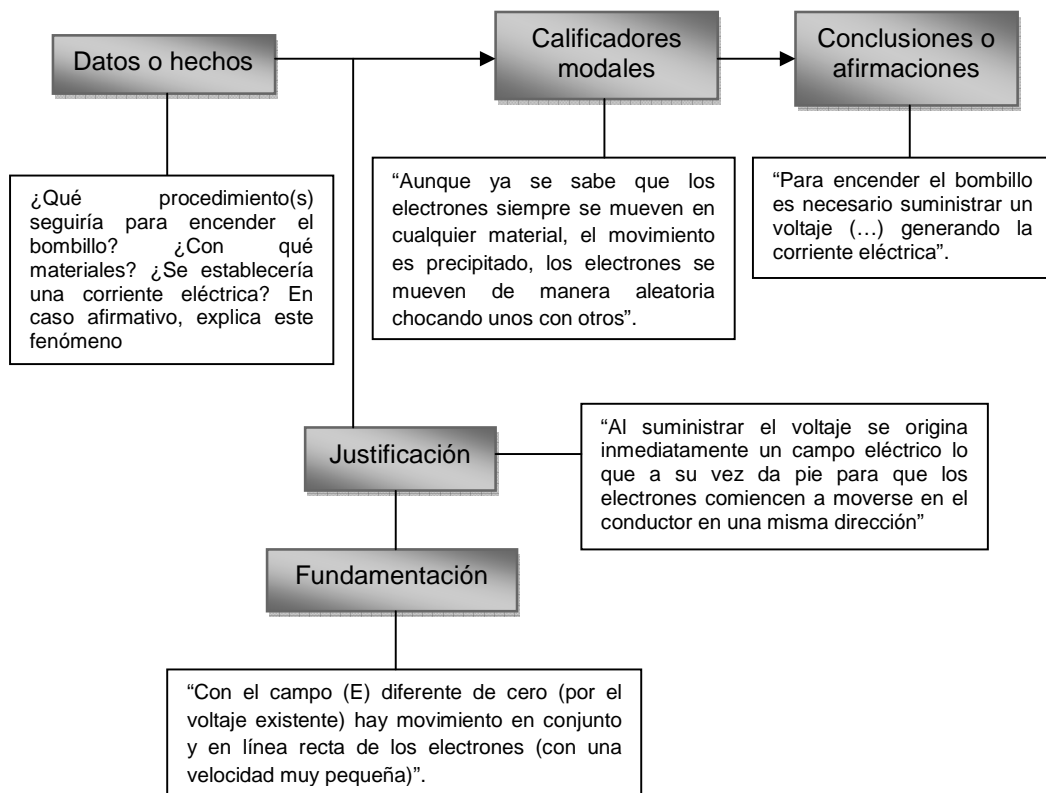 Datos o hechos
Calificadores
modales
Conclusiones o
afirmaciones
¿Qué procedimiento(s)
seguiría para encender el
bombillo? ¿Con qué
materiales? ¿Se establecería
una corriente eléctrica? En
caso afirmativo, explica este
fenómeno
“Aunque ya se sabe que los
electrones siempre se mueven en
cualquier material, el movimiento
es precipitado, los electrones se
mueven de manera aleatoria
chocando unos con otros”.
“Para encender el bombillo
es necesario suministrar un
voltaje (…) generando la
corriente eléctrica”.
Justificación
“Al suministrar el voltaje se origina
inmediatamente un campo eléctrico lo
que a su vez da pie para que los
electrones comiencen a moverse en el
conductor en una misma dirección”
Fundamentación
“Con el campo (E) diferente de cero (por el
voltaje existente) hay movimiento en conjunto
y en línea recta de los electrones (con una
velocidad muy pequeña)”.